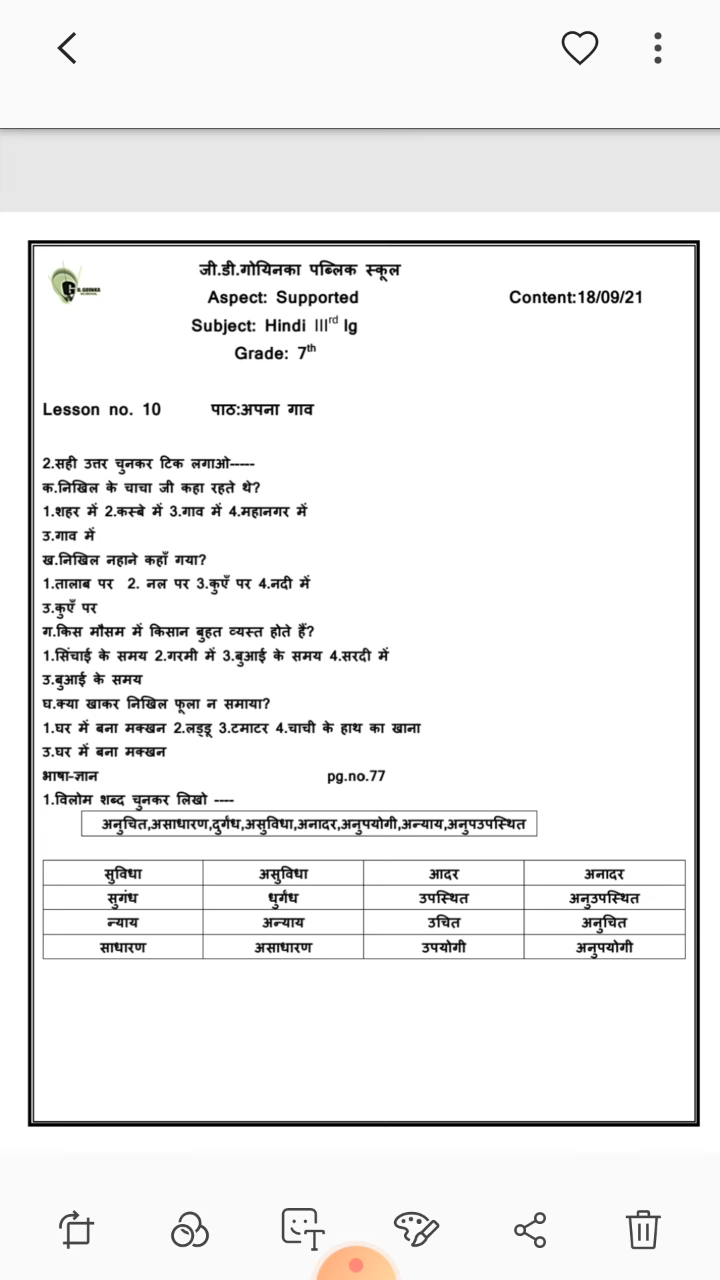 जी.डी.गोयिनका पब्लिक स्कूल
Aspect: Supported Content:18/09/21
Subject: Hindi IIIrd lg
Grade: 7th
Lesson no. 10 पाठ:अपना गाव
2.सही उत्तर चुनकर टिक लगाओ-----
क.निखिल के चाचा जी कहा रहते थे?
1.शहर में 2.कस्बे में 3.गाव में 4.महानगर में
उ.गाव में
ख.निखिल नहाने कहाँ गया?
1.तालाब पर 2. नल पर 3.कुएँ पर 4.नदी में
उ.कुएँ पर
ग.किस मौसम में किसान बुहत व्यस्त होते हैं?
1.सिंचाई के समय 2.गरमी में 3.बुआई के समय 4.सरदी में
उ.बुआई के समय
घ.क्या खाकर निखिल फूला न समाया?
1.घर में बना मक्खन 2.लड्डू 3.टमाटर 4.चाची के हाथ का खाना
उ.घर में बना मक्खन
भाषा-ज्ञान pg.no.77
1.विलोम शब्द चुनकर लिखो ----
अनुचित,असाधारण,दुर्गंध,असुविधा,अनादर,अनुपयोगी,अन्याय,अनुपउपस्थित
सुविधा असुविधा आदर अनादर
सुगंध धुर्गंध उपस्थित अनुउपस्थित
न्याय अन्याय उचित अनुचित
साधारण असाधारण उपयोगी अनुपयोगी
T